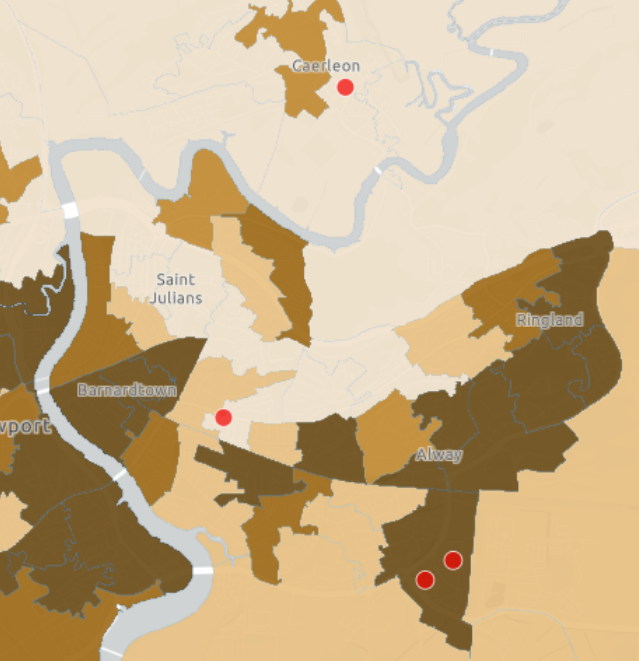 Caerleon
Saint
Julians
Ringland
Barnardtown
wport
Alway